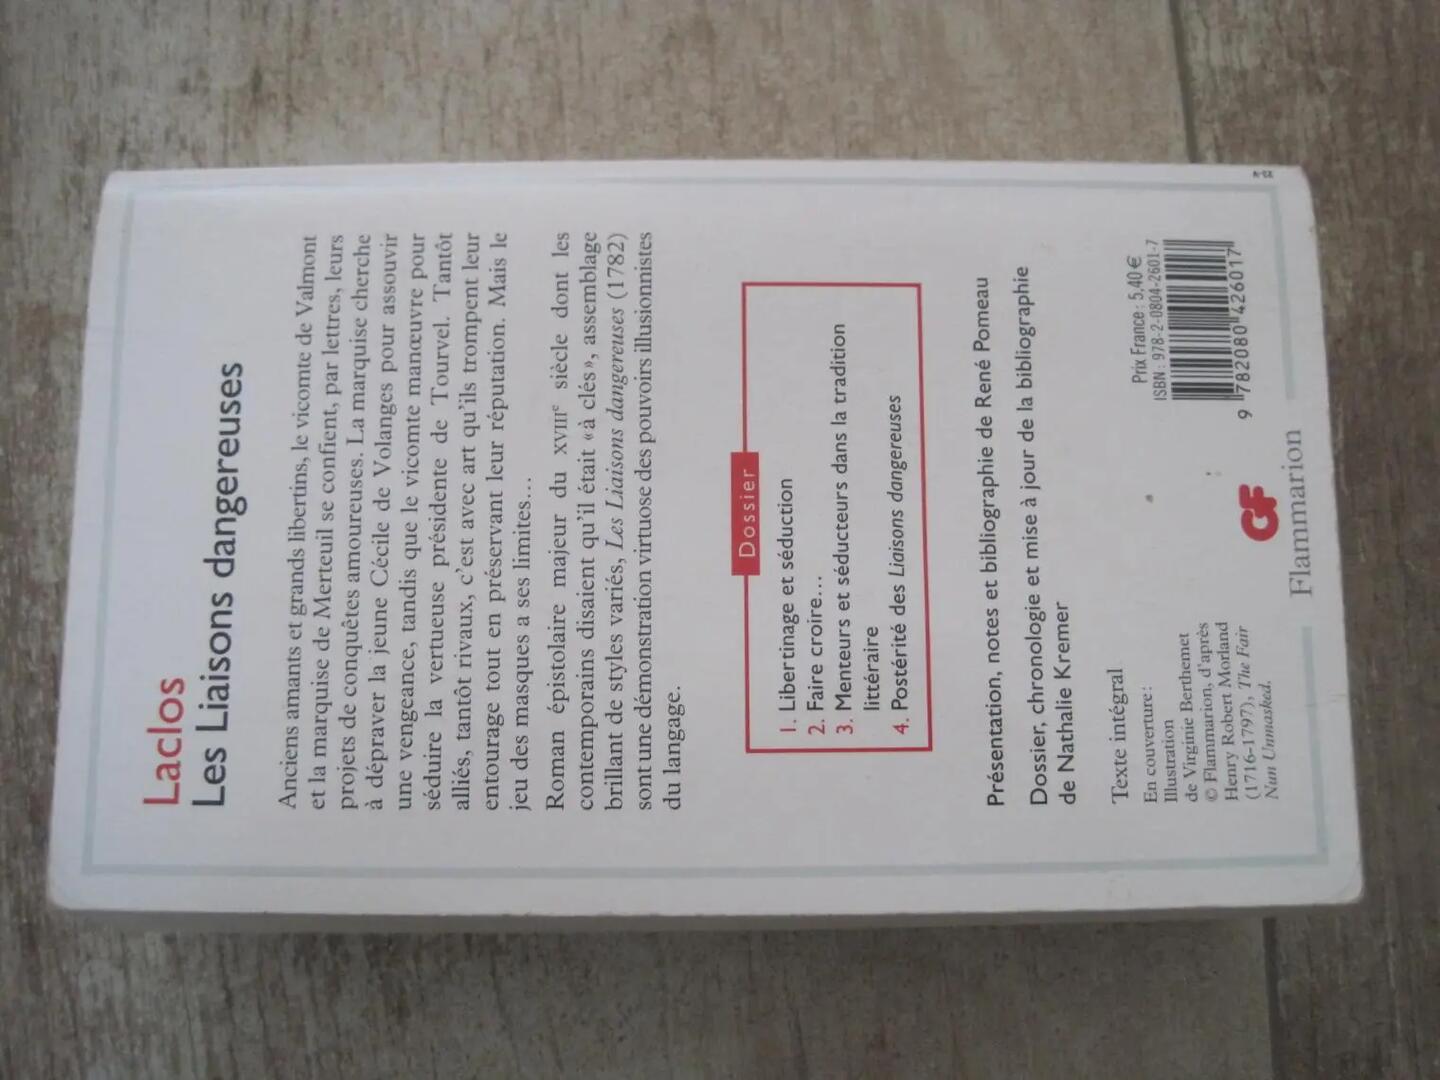 Laclos
Les Liaisons dangereuses
Anciens amants et grands libertins, le vicomte de Valmont
et la marquise de Merteuil se confient, par lettres, leurs
projets de conquêtes amoureuses. La marquise cherche
à dépraver la jeune Cécile de Volanges pour assouvir
une vengeance, tandis que le vicomte manœuvre pour
séduire la vertueuse présidente de Tourvel. Tantôt
alliés, tantôt rivaux, c'est avec art qu'ils trompent leur
entourage tout en préservant leur réputation. Mais le
jeu des masques a ses limites...
Roman épistolaire majeur du XVIIIe siècle dont les
contemporains disaient qu'il était « à clés », assemblage
brillant de styles variés, Les Liaisons dangereuses (1782)
sont une démonstration virtuose des pouvoirs illusionnistes
du langage.
Dossier
1. Libertinage et séduction
2. Faire croire...
3. Menteurs et séducteurs dans la tradition
littéraire
4. Postérité des Liaisons dangereuses
Présentation, notes et bibliographie de René Pomeau
Dossier, chronologie et mise à jour de la bibliographie
de Nathalie Kremer
Texte intégral
En couverture :
Illustration
de Virginie Berthemet
© Flammarion, d'après
Henry Robert Morland
(1716-1797), The Fair
Nun Unmasked.
GF
Flammarion
Prix France : 5,40 €
ISBN : 978-2-0804-2601-7
9 782080 426017